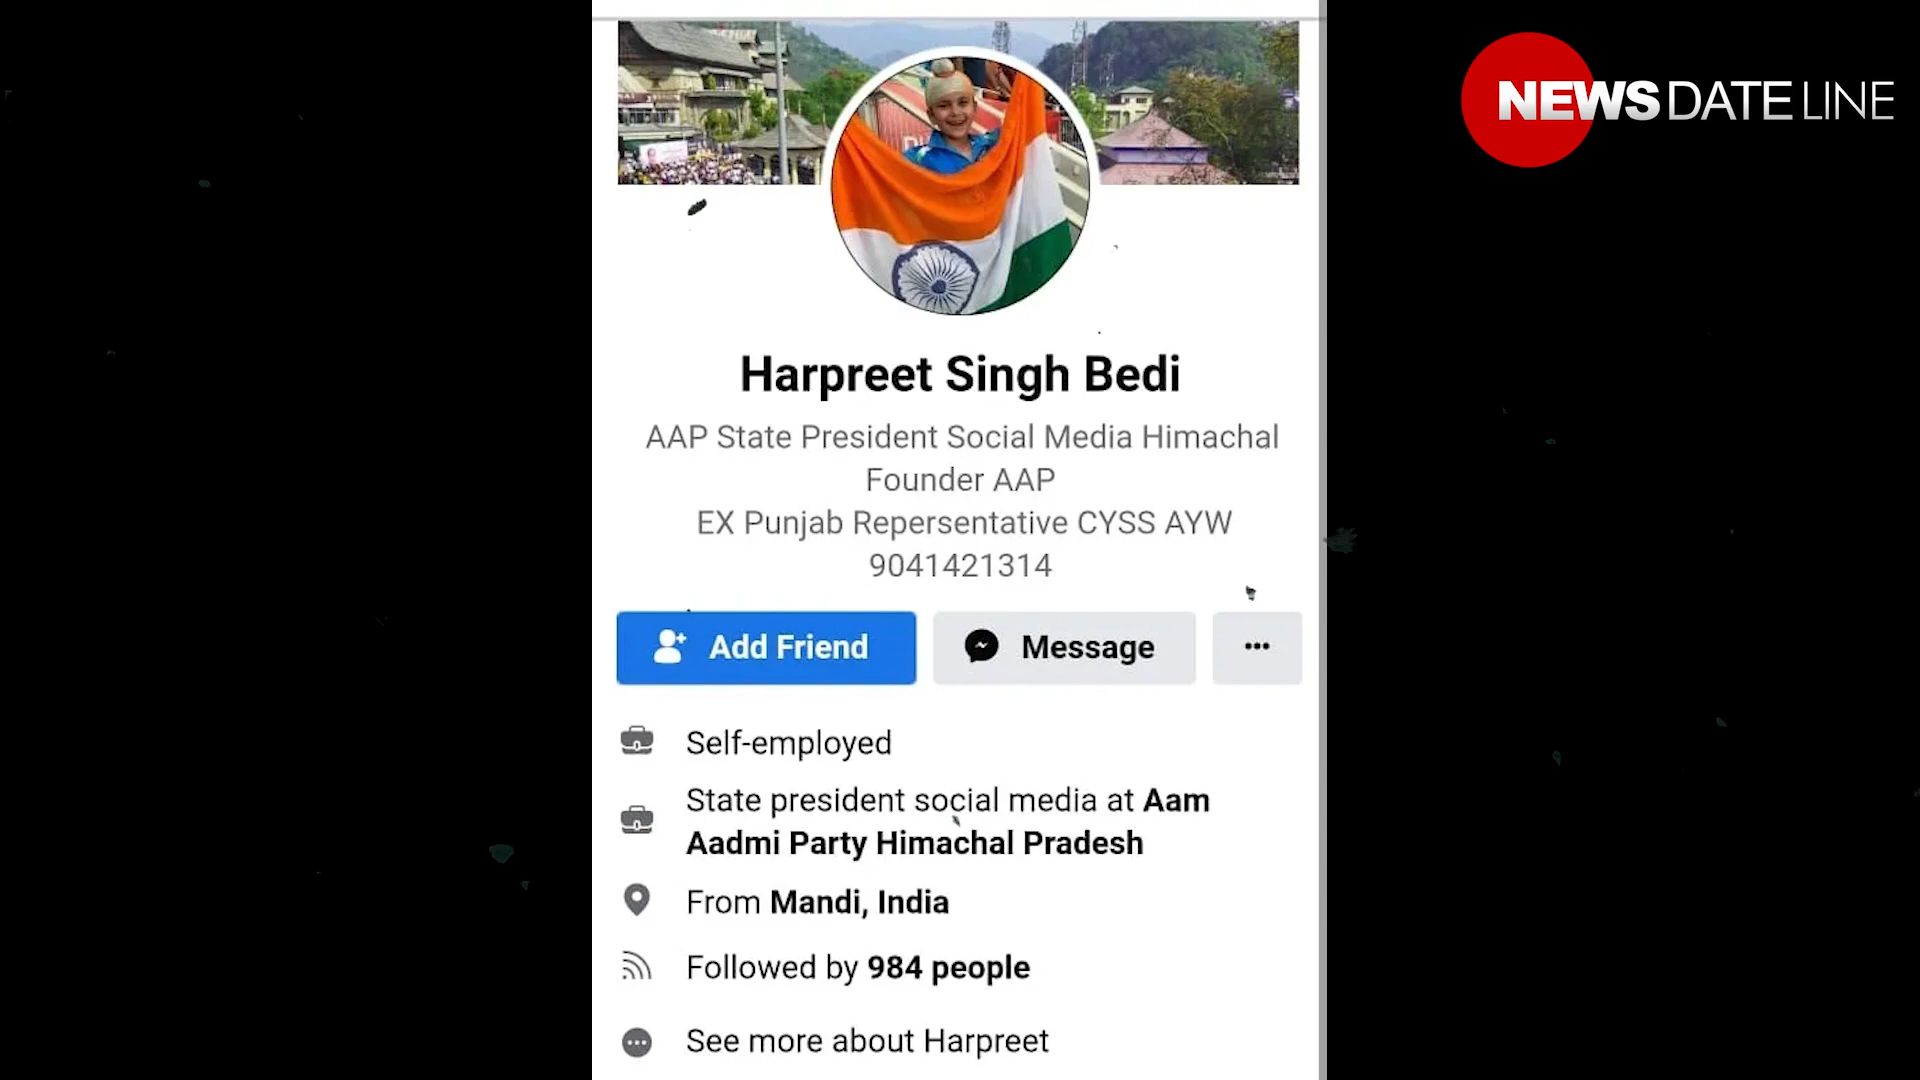 NEWS DATELINE
Harpreet Singh Bedi
AAP State President Social Media Himachal
Founder AAP
EX Punjab Repersentative CYSS AYW
9041421314
Add Friend
Message
Self-employed
State president social media at Aam
Aadmi Party Himachal Pradesh
From Mandi, India
Followed by 984 people
See more about Harpreet